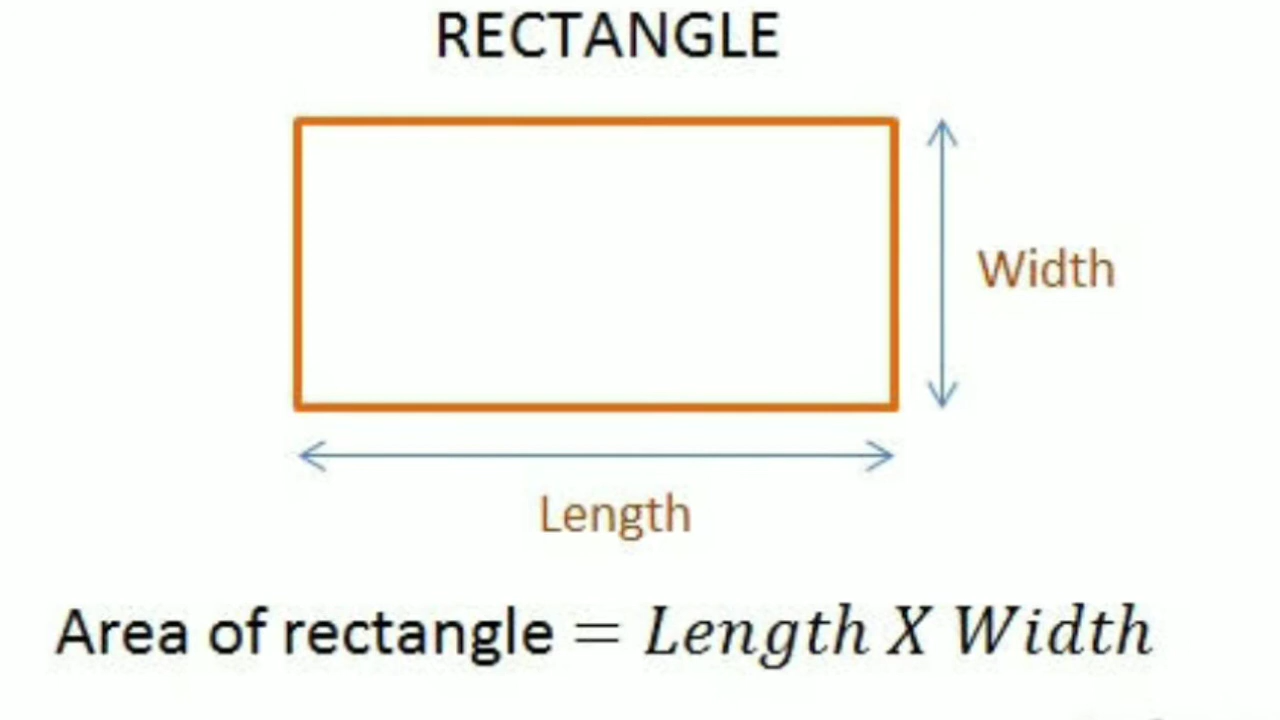 RECTANGLE
Width
Length
Area of rectangle = Length X Width